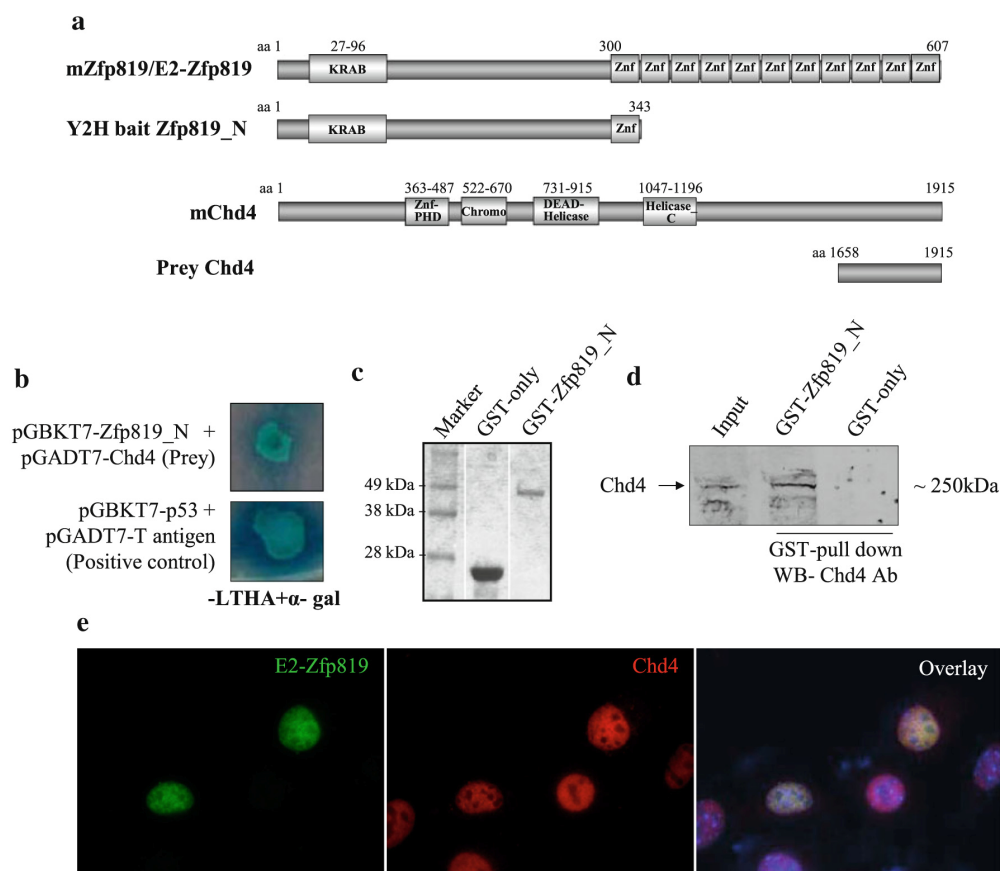 a
aa 1 27-96 300 607
mZfp819/E2-Zfp819 KRAB Znf Znf Znf Znf Znf Znf Znf Znf Znf Znf Znf
aa 1 343
Y2H bait Zfp819_N KRAB Znf
aa 1 363-487 522-670 731-915 1047-1196 1915
mChd4 Znf-PHD Chromo DEAD-Helicase Helicase_C
aa 1658 1915
Prey Chd4
b
pGBKT7-Zfp819_N +
pGADT7-Chd4 (Prey)
pGBKT7-p53 +
pGADT7-T antigen
(Positive control)
-LTHA+α- gal
c
Marker
GST-only
GST-Zfp819_N
49 kDa
38 kDa
28 kDa
d
Input
GST-Zfp819_N
GST-only
Chd4
~ 250kDa
GST-pull down
WB- Chd4 Ab
e
E2-Zfp819
Chd4
Overlay